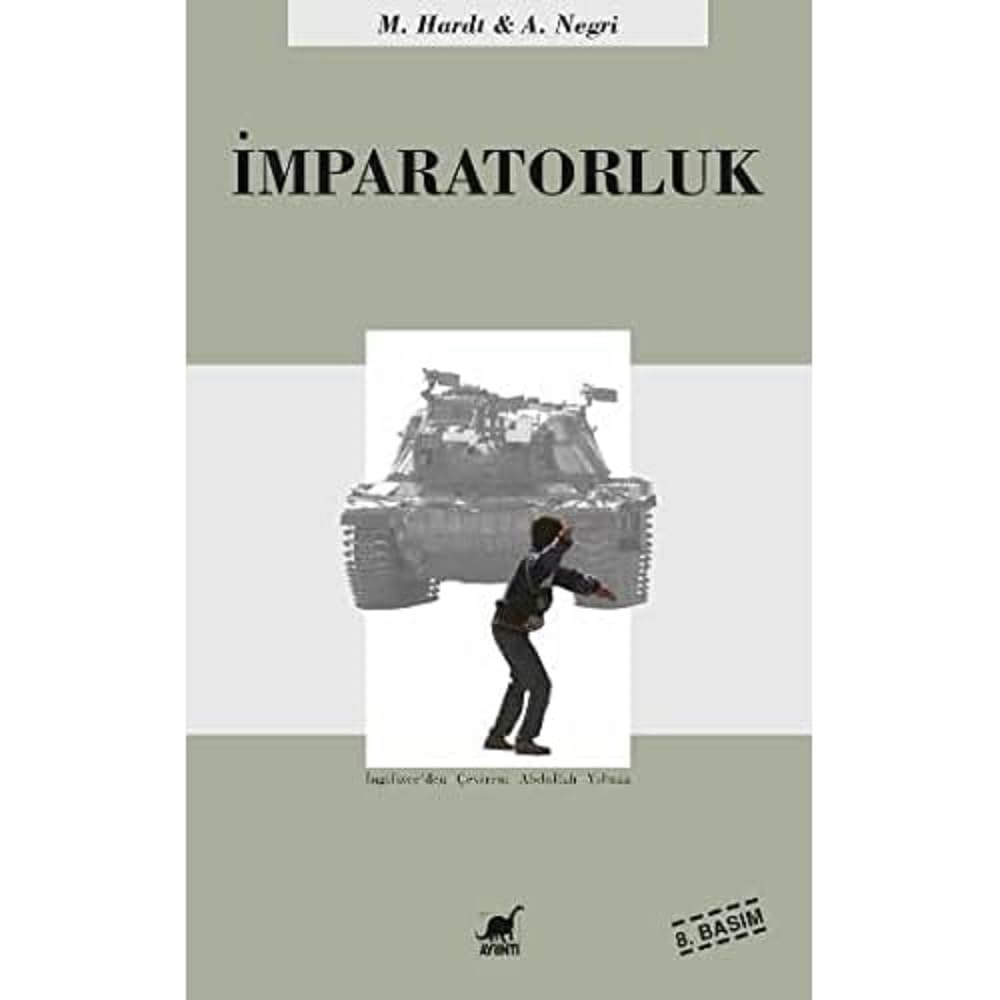 M. Hardt & A. Negri
İMPARATORLUK
İngilizce'den Çeviren: Abdullah Yılmaz
AYRINTI
8. BASIM